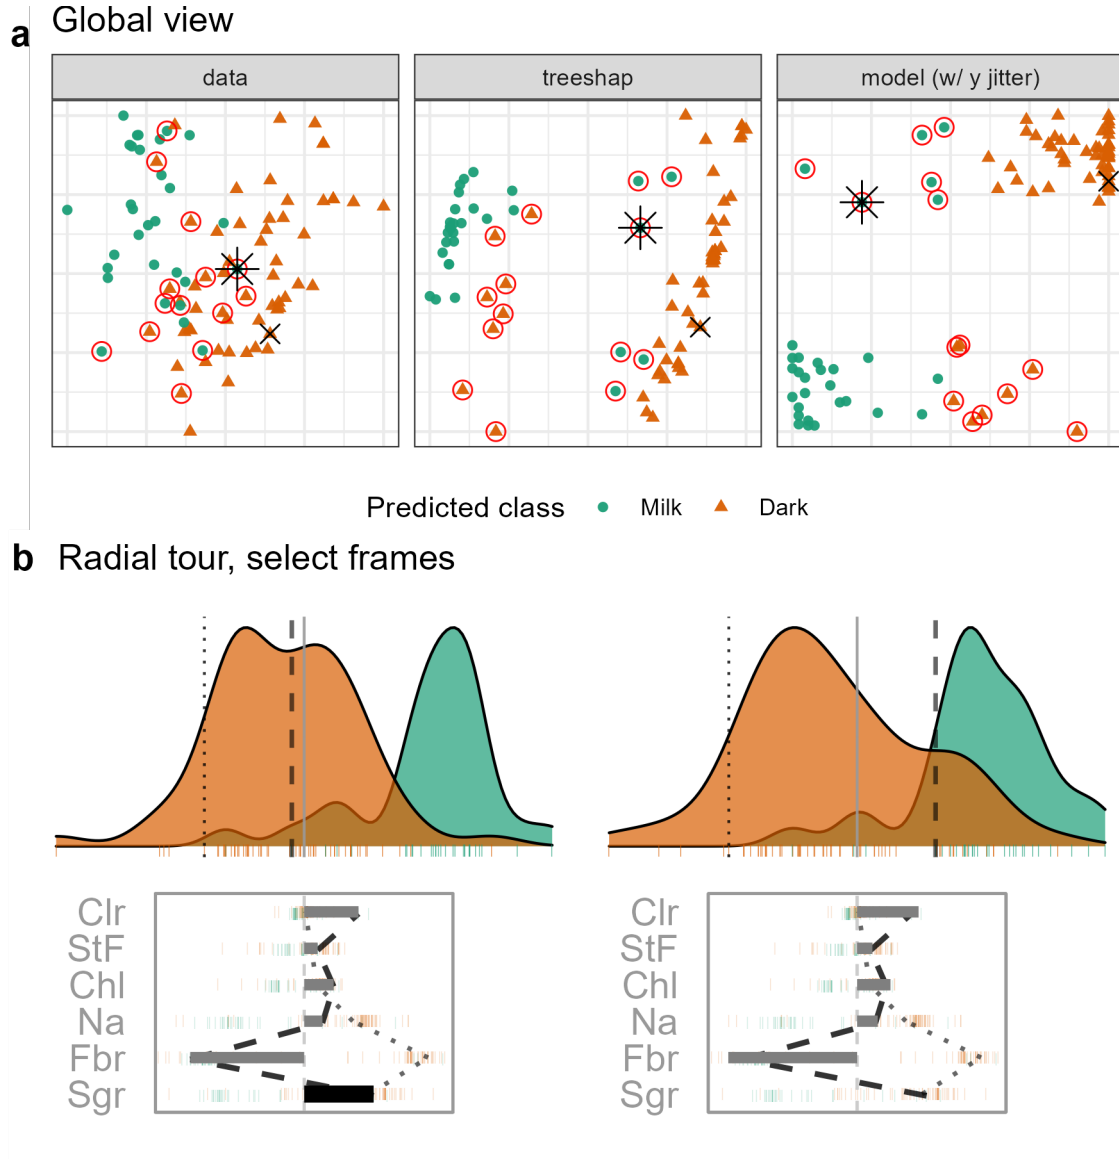 a Global view
data treeshap model (w/ y jitter)
Predicted class Milk Dark
b Radial tour, select frames
Clr Clr
StF StF
Chl Chl
Na Na
Fbr Fbr
Sgr Sgr